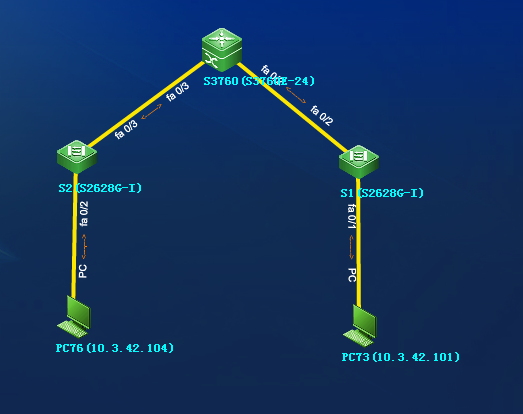 S3760(S3760E-24)
fa 0/3
fa 0/3
fa 0/2
S2(S2628G-I)
S1(S2628G-I)
fa 0/2
fa 0/1
PC
PC
PC76(10.3.42.104)
PC73(10.3.42.101)